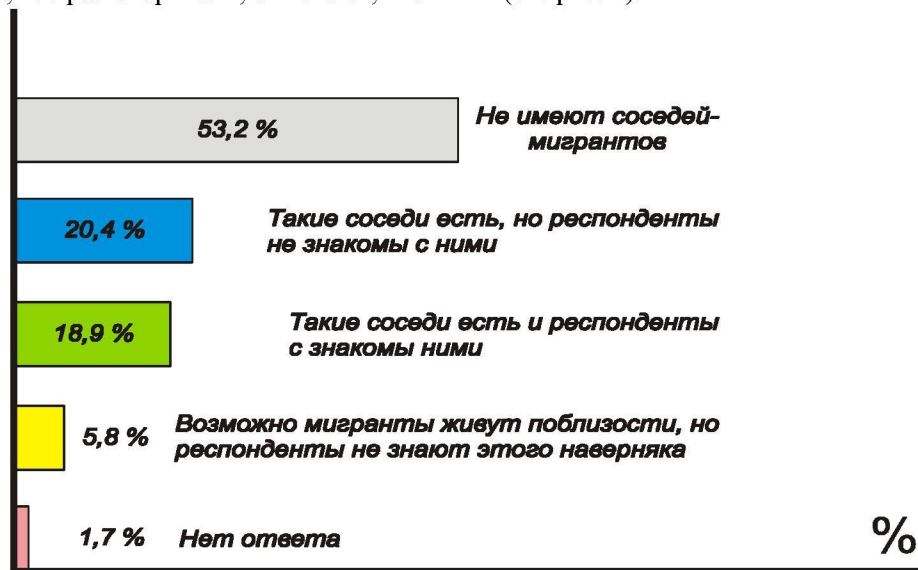 53,2 %
Не имеют соседей-
мигрантов
20,4 %
Такие соседи есть, но респонденты
не знакомы с ними
18,9 %
Такие соседи есть и респонденты
с знакомы ними
5,8 %
Возможно мигранты живут поблизости, но
респонденты не знают этого наверняка
1,7 %
Нет ответа
%